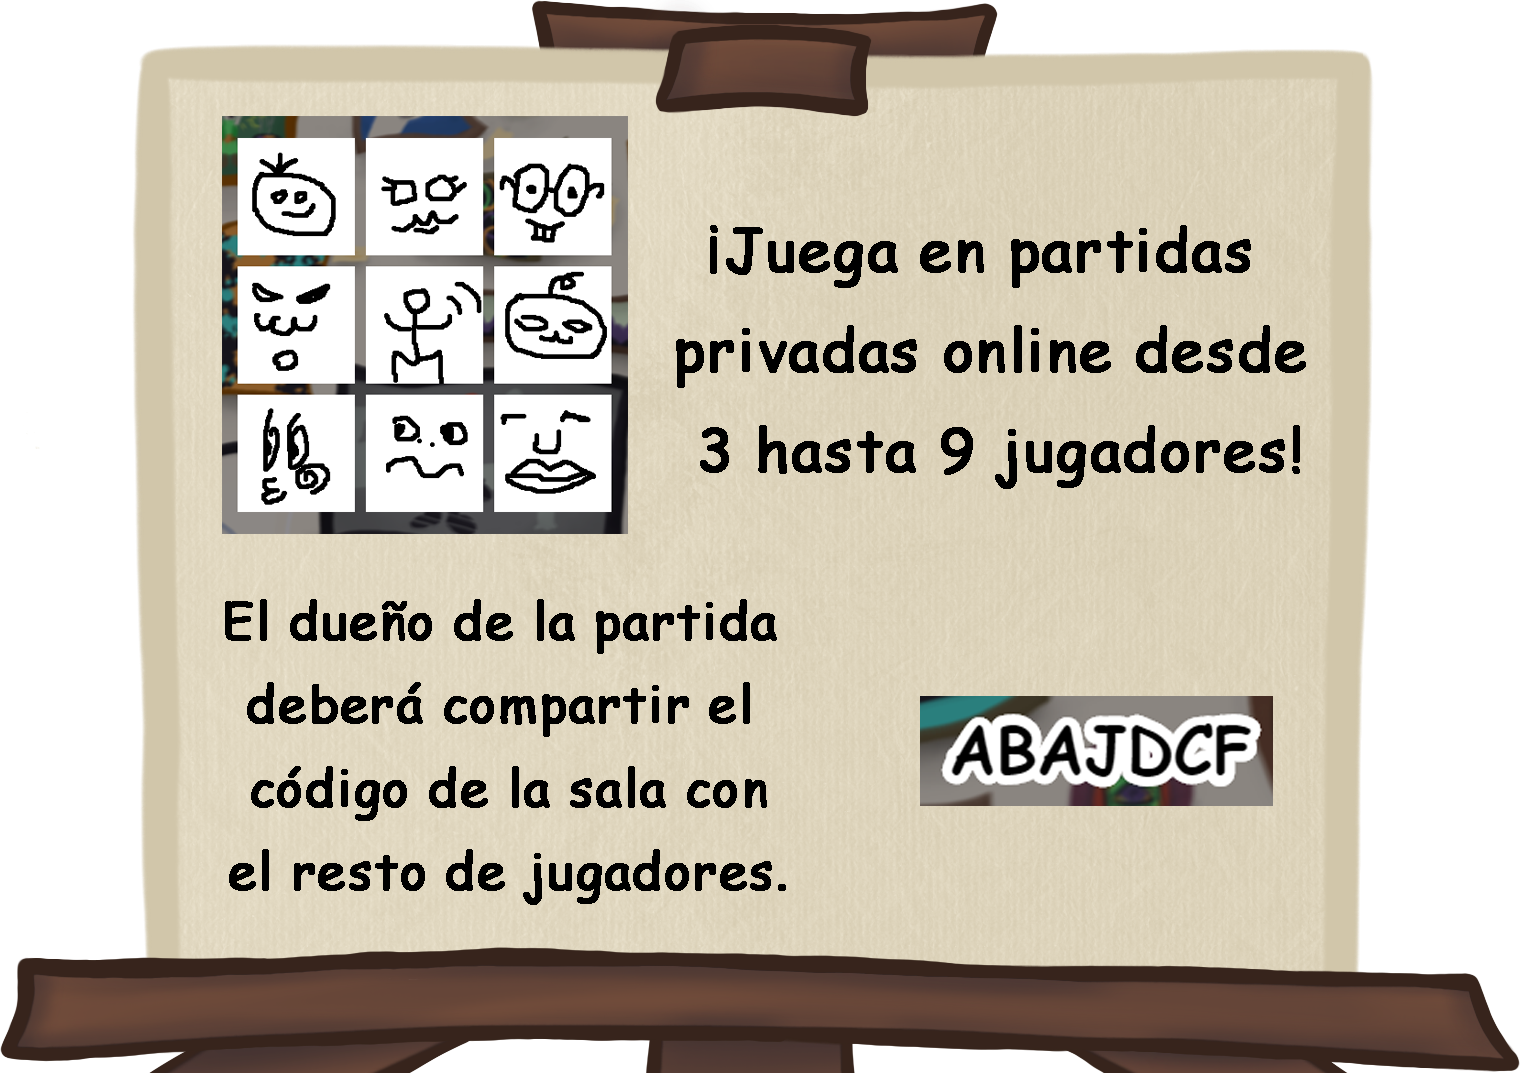 ¡Juega en partidas
privadas online desde
3 hasta 9 jugadores!
El dueño de la partida
deberá compartir el
código de la sala con
el resto de jugadores.
ABAJDCF